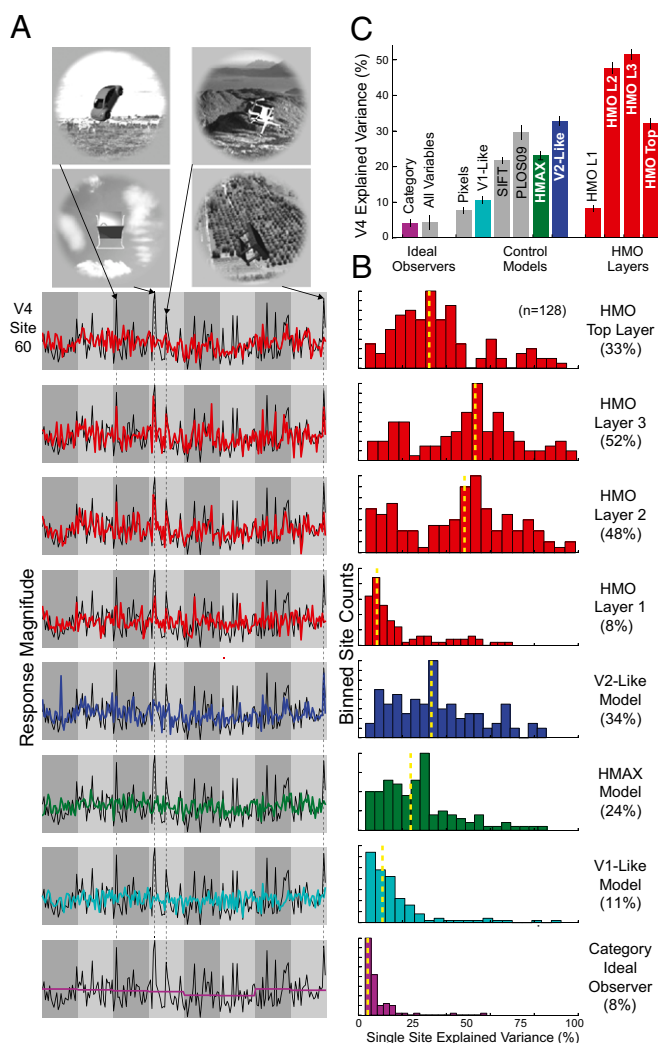 A
C
V4 Explained Variance (%)
50
40
30
20
10
0
Category
All Variables
Pixels
V1-Like
SIFT
PLOS09
HMAX
V2-Like
HMO L1
HMO L2
HMO L3
HMO Top
Ideal
Observers
Control
Models
HMO
Layers
V4
Site
60
Response Magnifude
B
Binned Site Counts
(n=128)
HMO
Top Layer
(33%)
HMO
Layer 3
(52%)
HMO
Layer 2
(48%)
HMO
Layer 1
(8%)
V2-Like
Model
(34%)
HMAX
Model
(24%)
V1-Like
Model
(11%)
Category
Ideal
Observer
(8%)
0 25 50 75 100
Single Site Explained Variance (%)